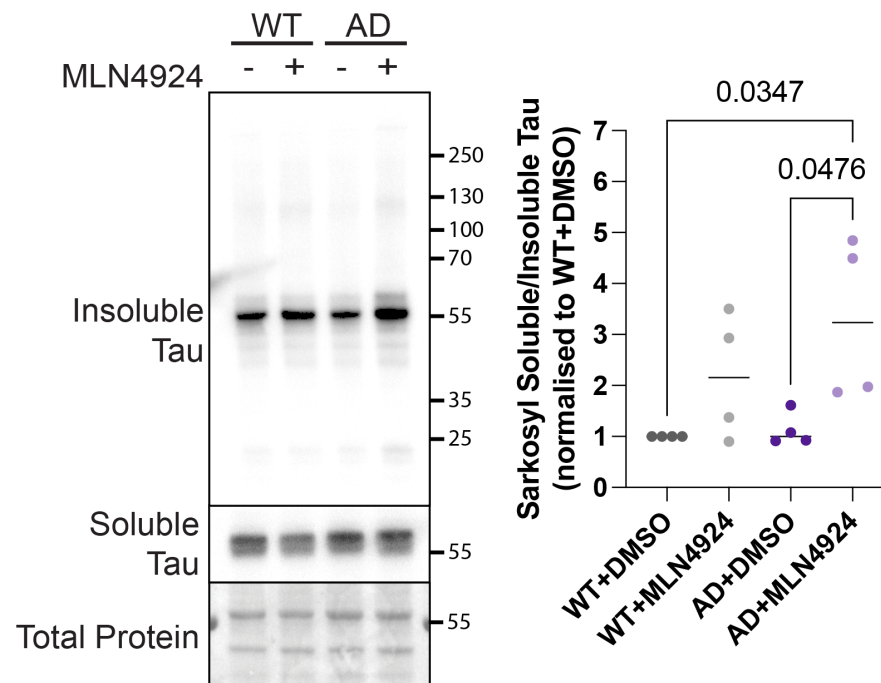 WT AD
MLN4924 - + - +
250
130
100
70
Insoluble
Tau
55
35
25
Soluble
Tau
55
Total Protein
55
Sarkosyl Soluble/Insoluble Tau
(normalised to WT+DMSO)
0.0347
0.0476
7
6
5
4
3
2
1
0
WT+DMSO
WT+MLN4924
AD+DMSO
AD+MLN4924